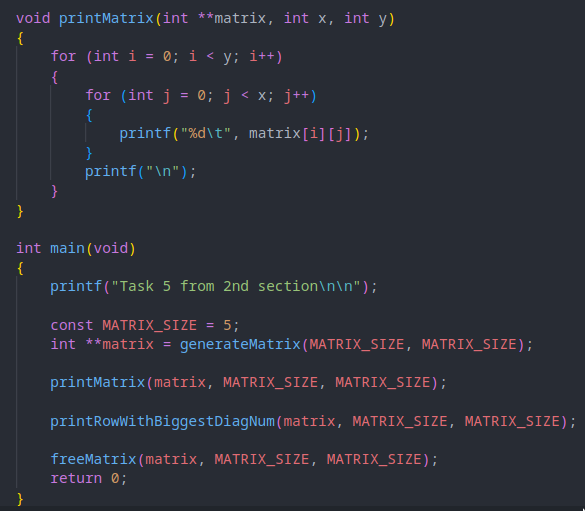 void printMatrix(int **matrix, int x, int y)
{
    for (int i = 0; i < y; i++)
    {
        for (int j = 0; j < x; j++)
        {
            printf("%d\t", matrix[i][j]);
        }
        printf("\n");
    }
}

int main(void)
{
    printf("Task 5 from 2nd section\n\n");

    const MATRIX_SIZE = 5;
    int **matrix = generateMatrix(MATRIX_SIZE, MATRIX_SIZE);

    printMatrix(matrix, MATRIX_SIZE, MATRIX_SIZE);

    printRowWithBiggestDiagNum(matrix, MATRIX_SIZE, MATRIX_SIZE);

    freeMatrix(matrix, MATRIX_SIZE, MATRIX_SIZE);
    return 0;
}